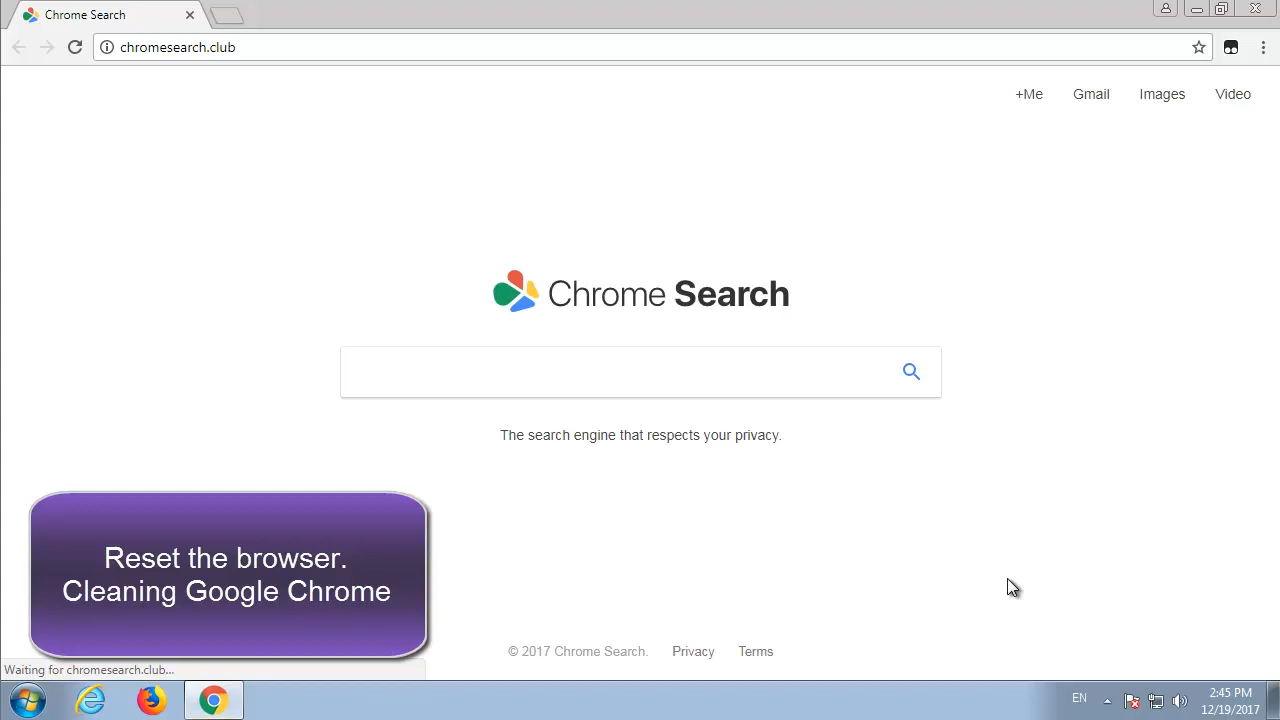 Chrome Search
chromesearch.club
+Me Gmail Images Video
Chrome Search
The search engine that respects your privacy.
Reset the browser.
Cleaning Google Chrome
© 2017 Chrome Search. Privacy Terms
Waiting for chromesearch.club...
EN
2:45 PM
12/19/2017